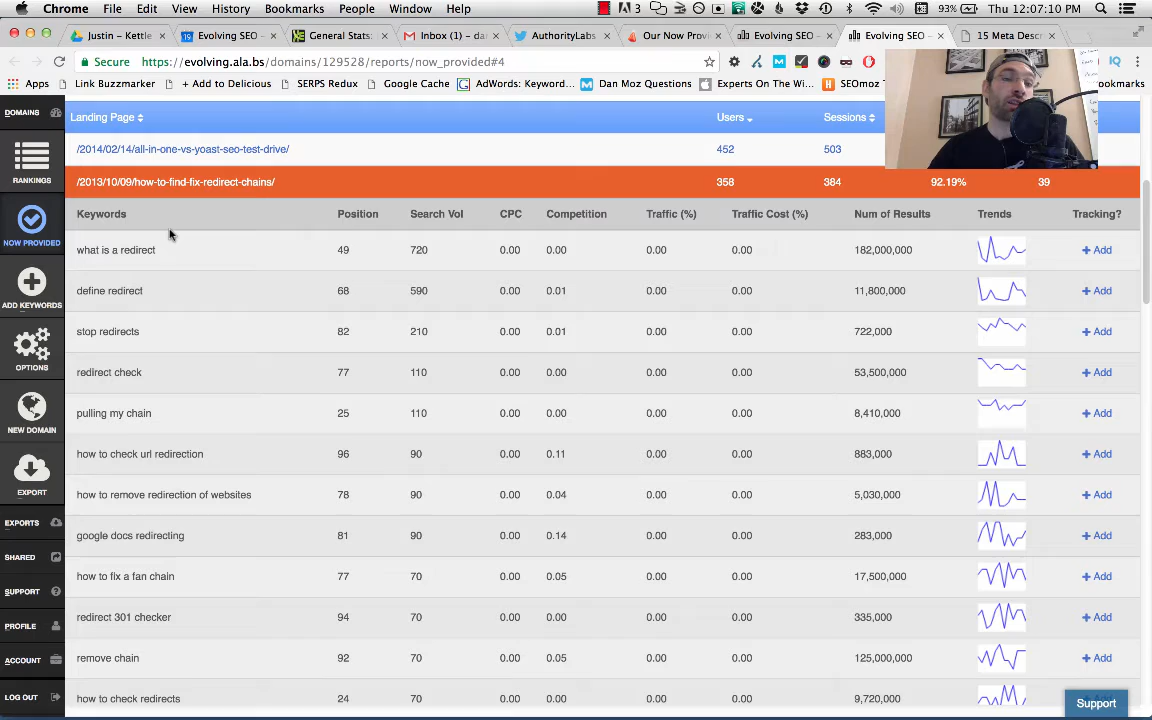 Chrome File Edit View History Bookmarks People Window Help 3 93% Thu 12:07:10 PM
Justin – Kettle Evolving SEO – General Stats: Inbox (1) – dan AuthorityLabs Our Now Provi Evolving SEO – Evolving SEO – 15 Meta Desc
Secure https://evolving.ala.bs/domains/129528/reports/now_provided#4
Apps Link Buzzmarker + Add to Delicious SERPS Redux Google Cache AdWords: Keyword… Dan Moz Questions Experts On The Wi… SEOmoz kmarks
DOMAINS
RANKINGS
NOW PROVIDED
ADD KEYWORDS
OPTIONS
NEW DOMAIN
EXPORT
EXPORTS
SHARED
SUPPORT
PROFILE
ACCOUNT
LOG OUT
Landing Page Users Sessions
/2014/02/14/all-in-one-vs-yoast-seo-test-drive/ 452 503
/2013/10/09/how-to-find-fix-redirect-chains/ 358 384 92.19% 39
Keywords Position Search Vol CPC Competition Traffic (%) Traffic Cost (%) Num of Results Trends Tracking?
what is a redirect 49 720 0.00 0.00 0.00 0.00 182,000,000 + Add
define redirect 68 590 0.00 0.01 0.00 0.00 11,800,000 + Add
stop redirects 82 210 0.00 0.01 0.00 0.00 722,000 + Add
redirect check 77 110 0.00 0.00 0.00 0.00 53,500,000 + Add
pulling my chain 25 110 0.00 0.00 0.00 0.00 8,410,000 + Add
how to check url redirection 96 90 0.00 0.11 0.00 0.00 883,000 + Add
how to remove redirection of websites 78 90 0.00 0.04 0.00 0.00 5,030,000 + Add
google docs redirecting 81 90 0.00 0.14 0.00 0.00 283,000 + Add
how to fix a fan chain 77 70 0.00 0.05 0.00 0.00 17,500,000 + Add
redirect 301 checker 94 70 0.00 0.00 0.00 0.00 335,000 + Add
remove chain 92 70 0.00 0.05 0.00 0.00 125,000,000 + Add
how to check redirects 24 70 0.00 0.00 0.00 0.00 9,720,000
Support